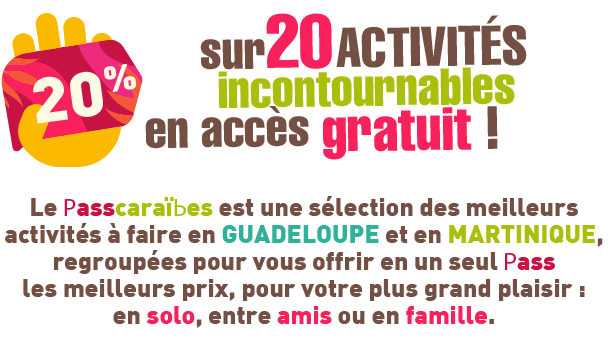 20%
sur 20 ACTIVITÉS
incontournables
en accès gratuit !
Le Passcaraïbes est une sélection des meilleurs
activités à faire en GUADELOUPE et en MARTINIQUE,
regroupées pour vous offrir en un seul Pass
les meilleurs prix, pour votre plus grand plaisir :
en solo, entre amis ou en famille.